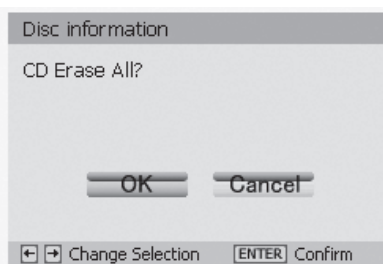 Disc information
CD Erase All?
OK Cancel
← → Change Selection ENTER Confirm